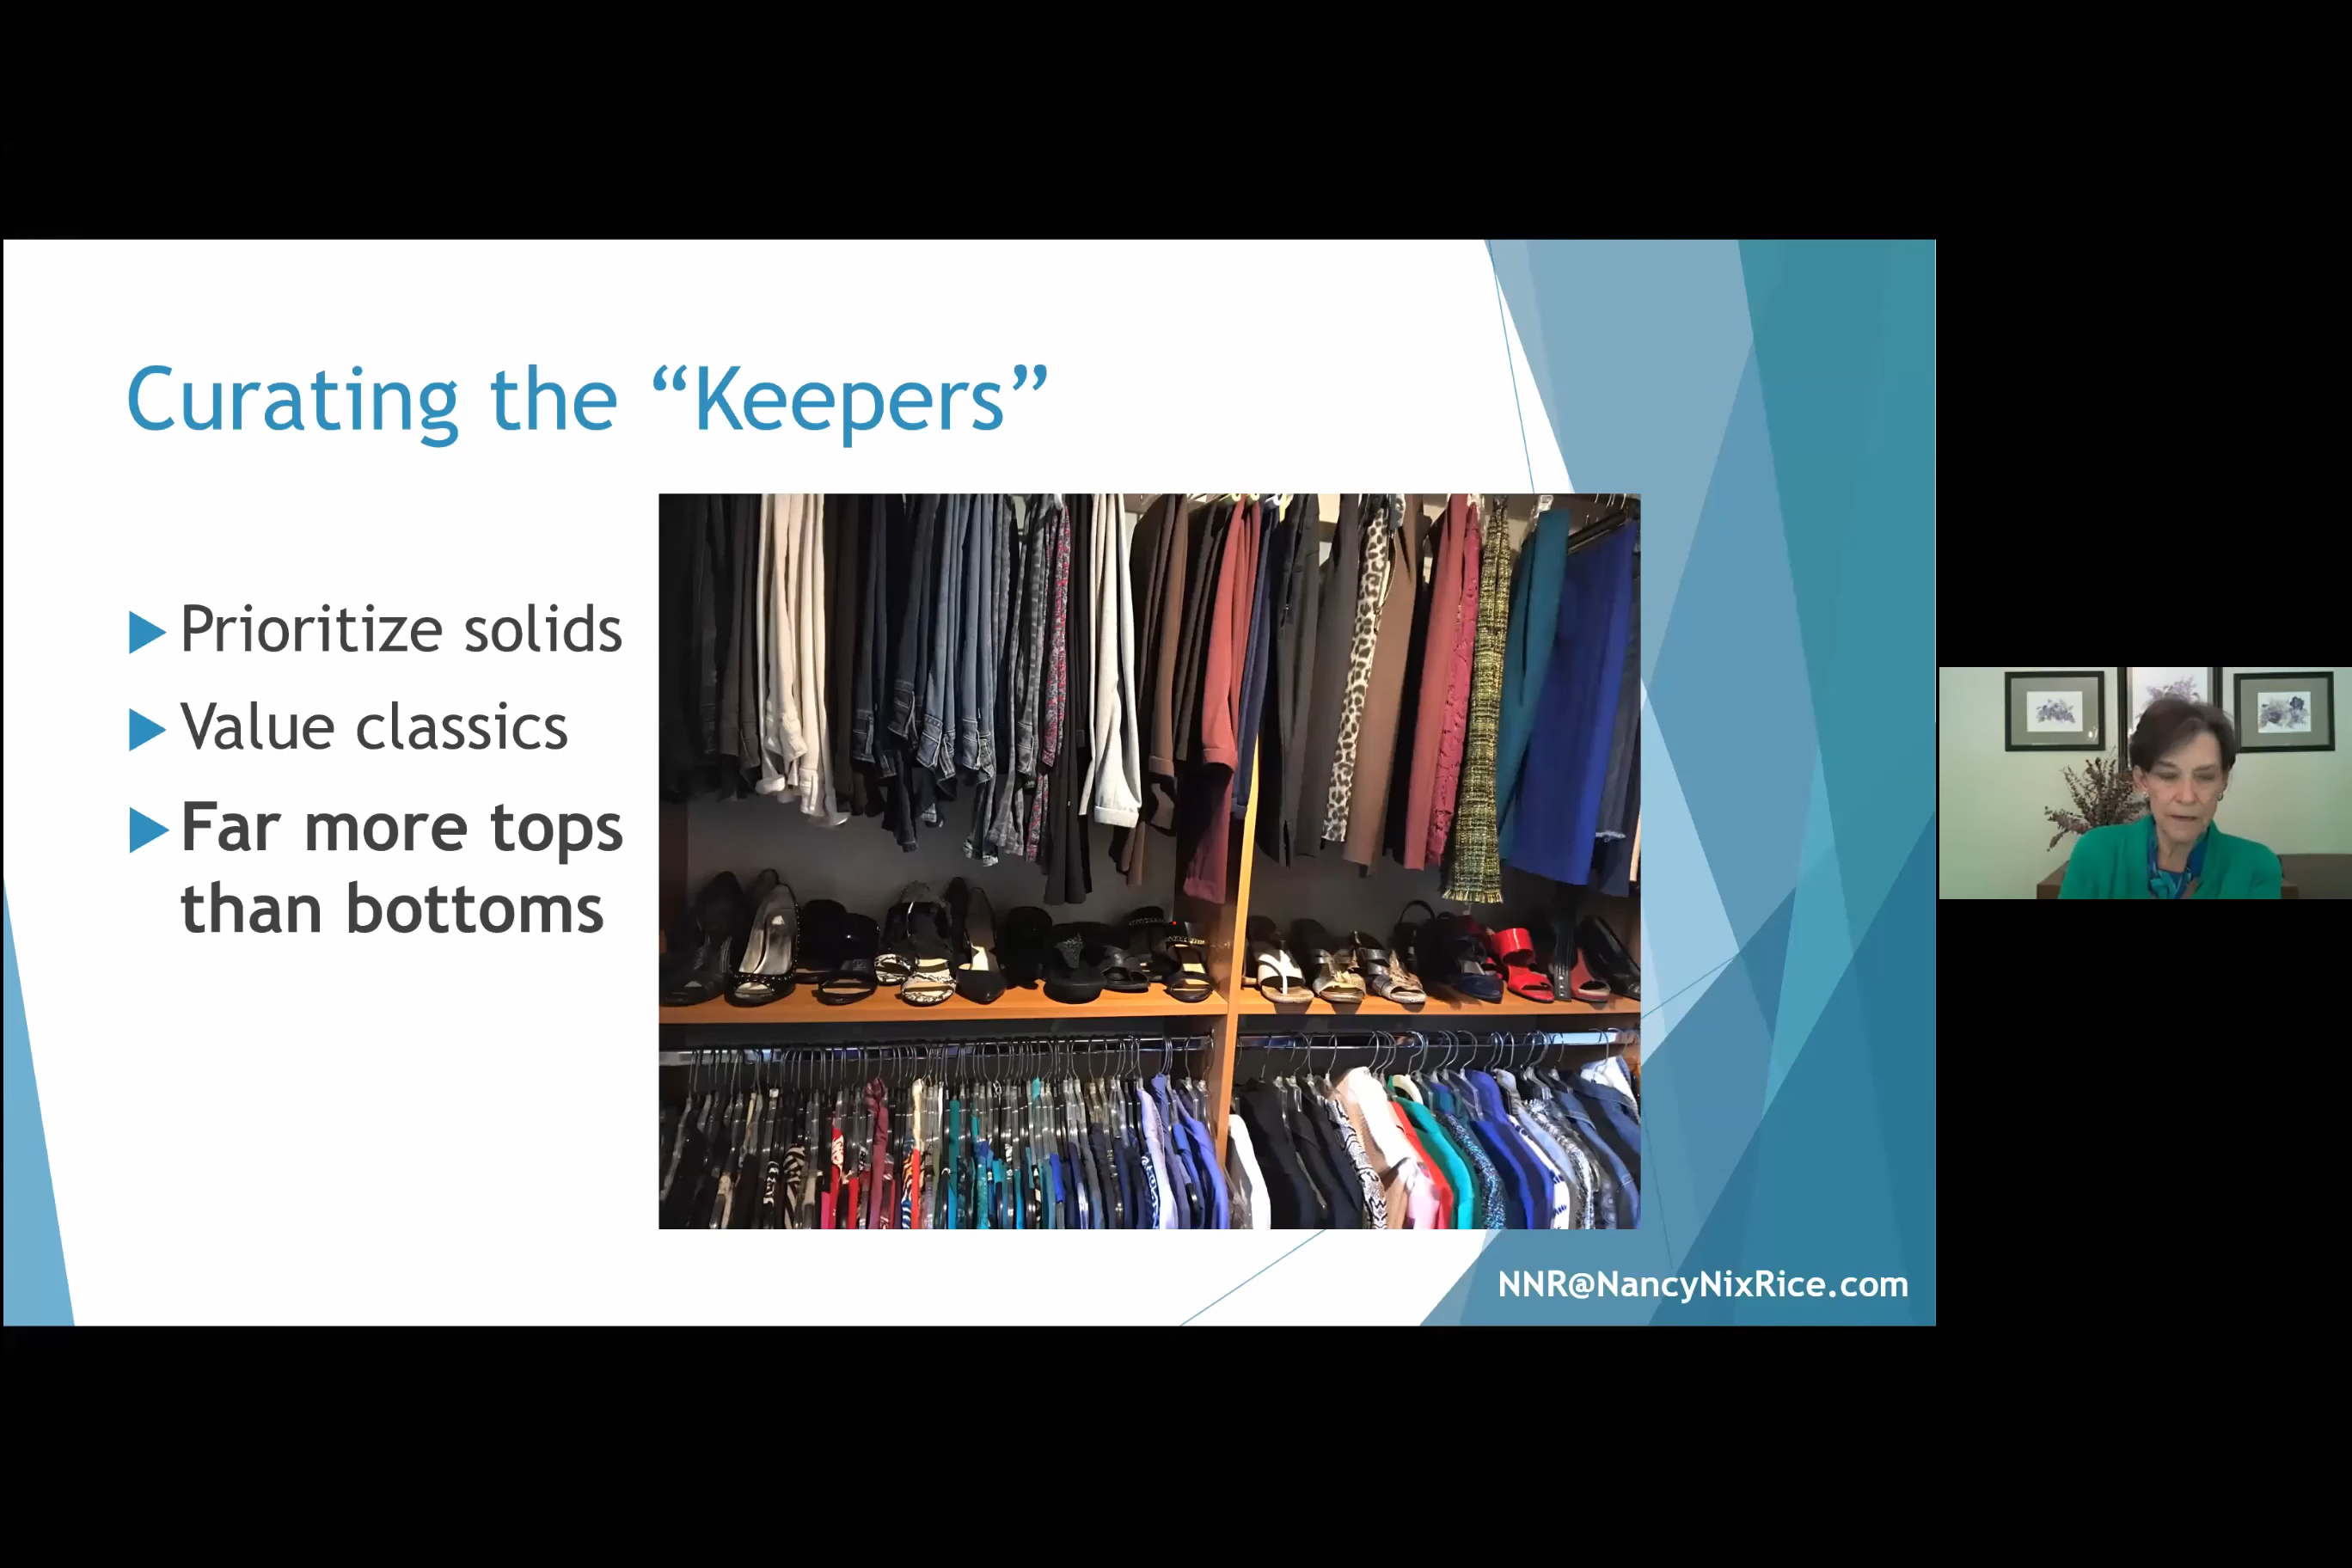 Curating the “Keepers”
Prioritize solids
Value classics
Far more tops
than bottoms
NNR@NancyNixRice.com